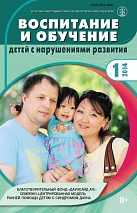 ВОСПИТАНИЕ И ОБУЧЕНИЕ
ДЕТЕЙ С НАРУШЕНИЯМИ РАЗВИТИЯ
1
2014
БЛАГОТВОРИТЕЛЬНЫЙ ФОНД «ДАУНСАЙД АП»:
СЕМЕЙНО-ЦЕНТРИРОВАННАЯ МОДЕЛЬ
РАННЕЙ ПОМОЩИ ДЕТЯМ С СИНДРОМОМ ДАУНА
0+